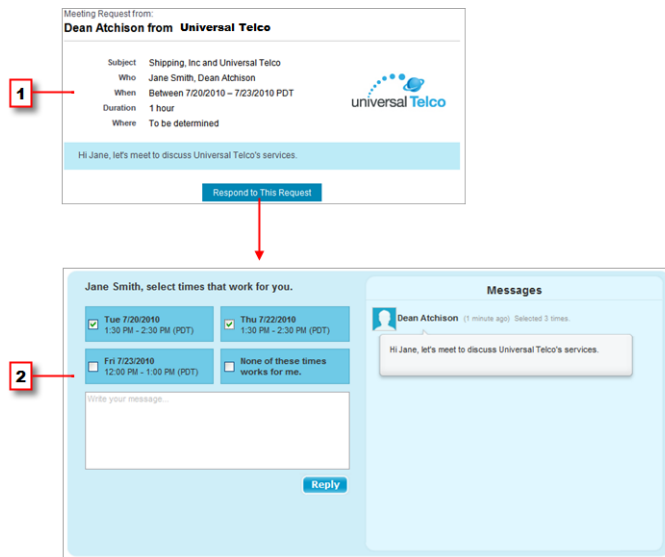 Meeting Request from:
Dean Atchison from Universal Telco
Subject Shipping, Inc and Universal Telco
Who Jane Smith, Dean Atchison
When Between 7/20/2010 – 7/23/2010 PDT
Duration 1 hour
Where To be determined
universal Telco
1
Hi Jane, let's meet to discuss Universal Telco's services.
Respond to This Request
Jane Smith, select times that work for you.
Tue 7/20/2010
1:30 PM - 2:30 PM (PDT)
Thu 7/22/2010
1:30 PM - 2:30 PM (PDT)
Fri 7/23/2010
12:00 PM - 1:00 PM (PDT)
None of these times
works for me.
2
Write your message...
Reply
Messages
Dean Atchison (1 minute ago) Selected 3 times.
Hi Jane, let's meet to discuss Universal Telco's services.